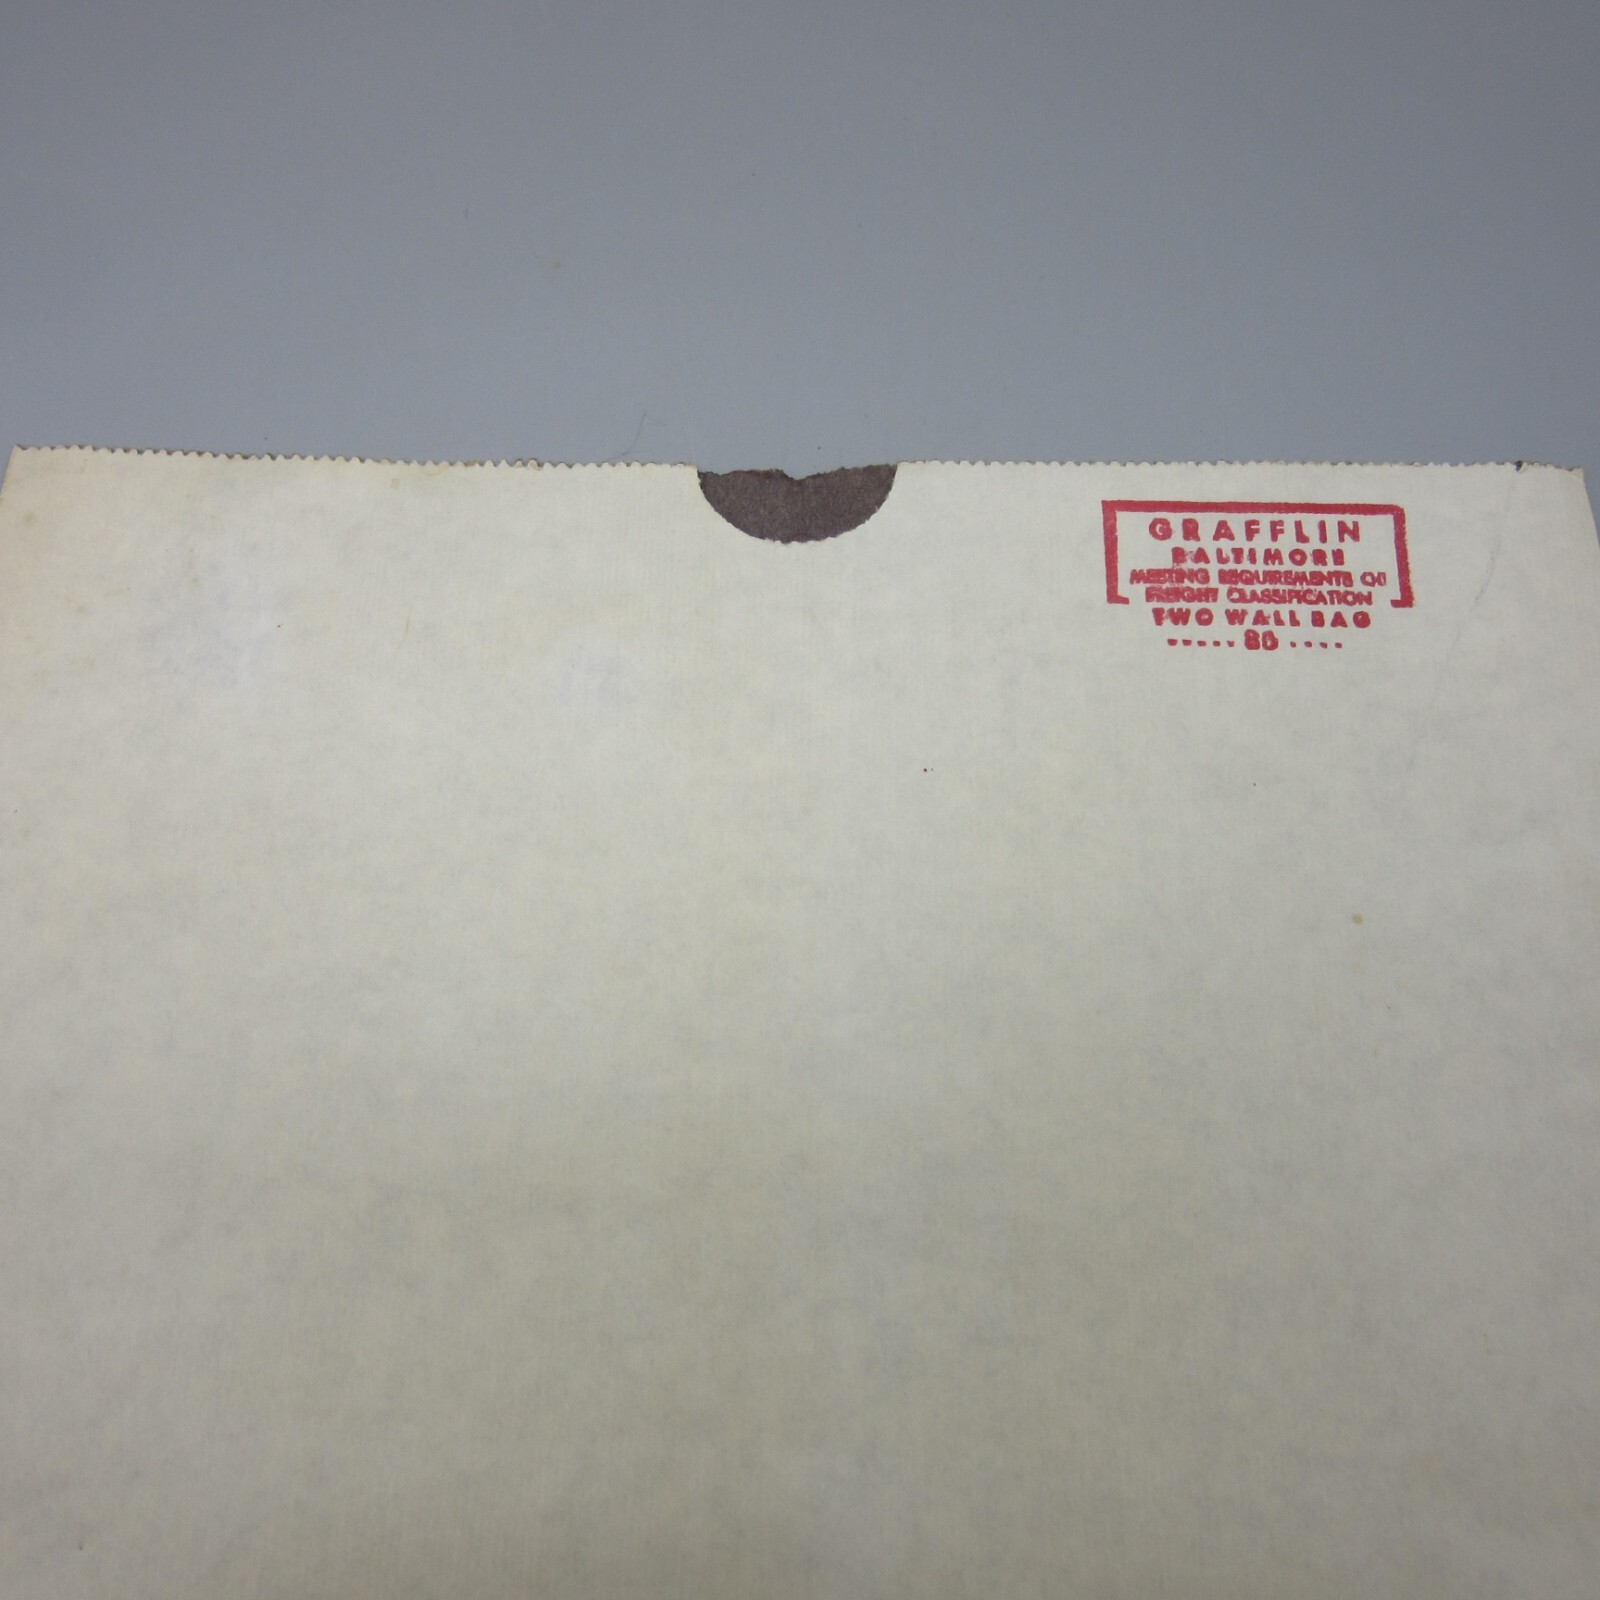 GRAFFLIN
BALTIMORE
MEETING REQUIREMENTS OF
FREIGHT CLASSIFICATION
TWO WALL BAG